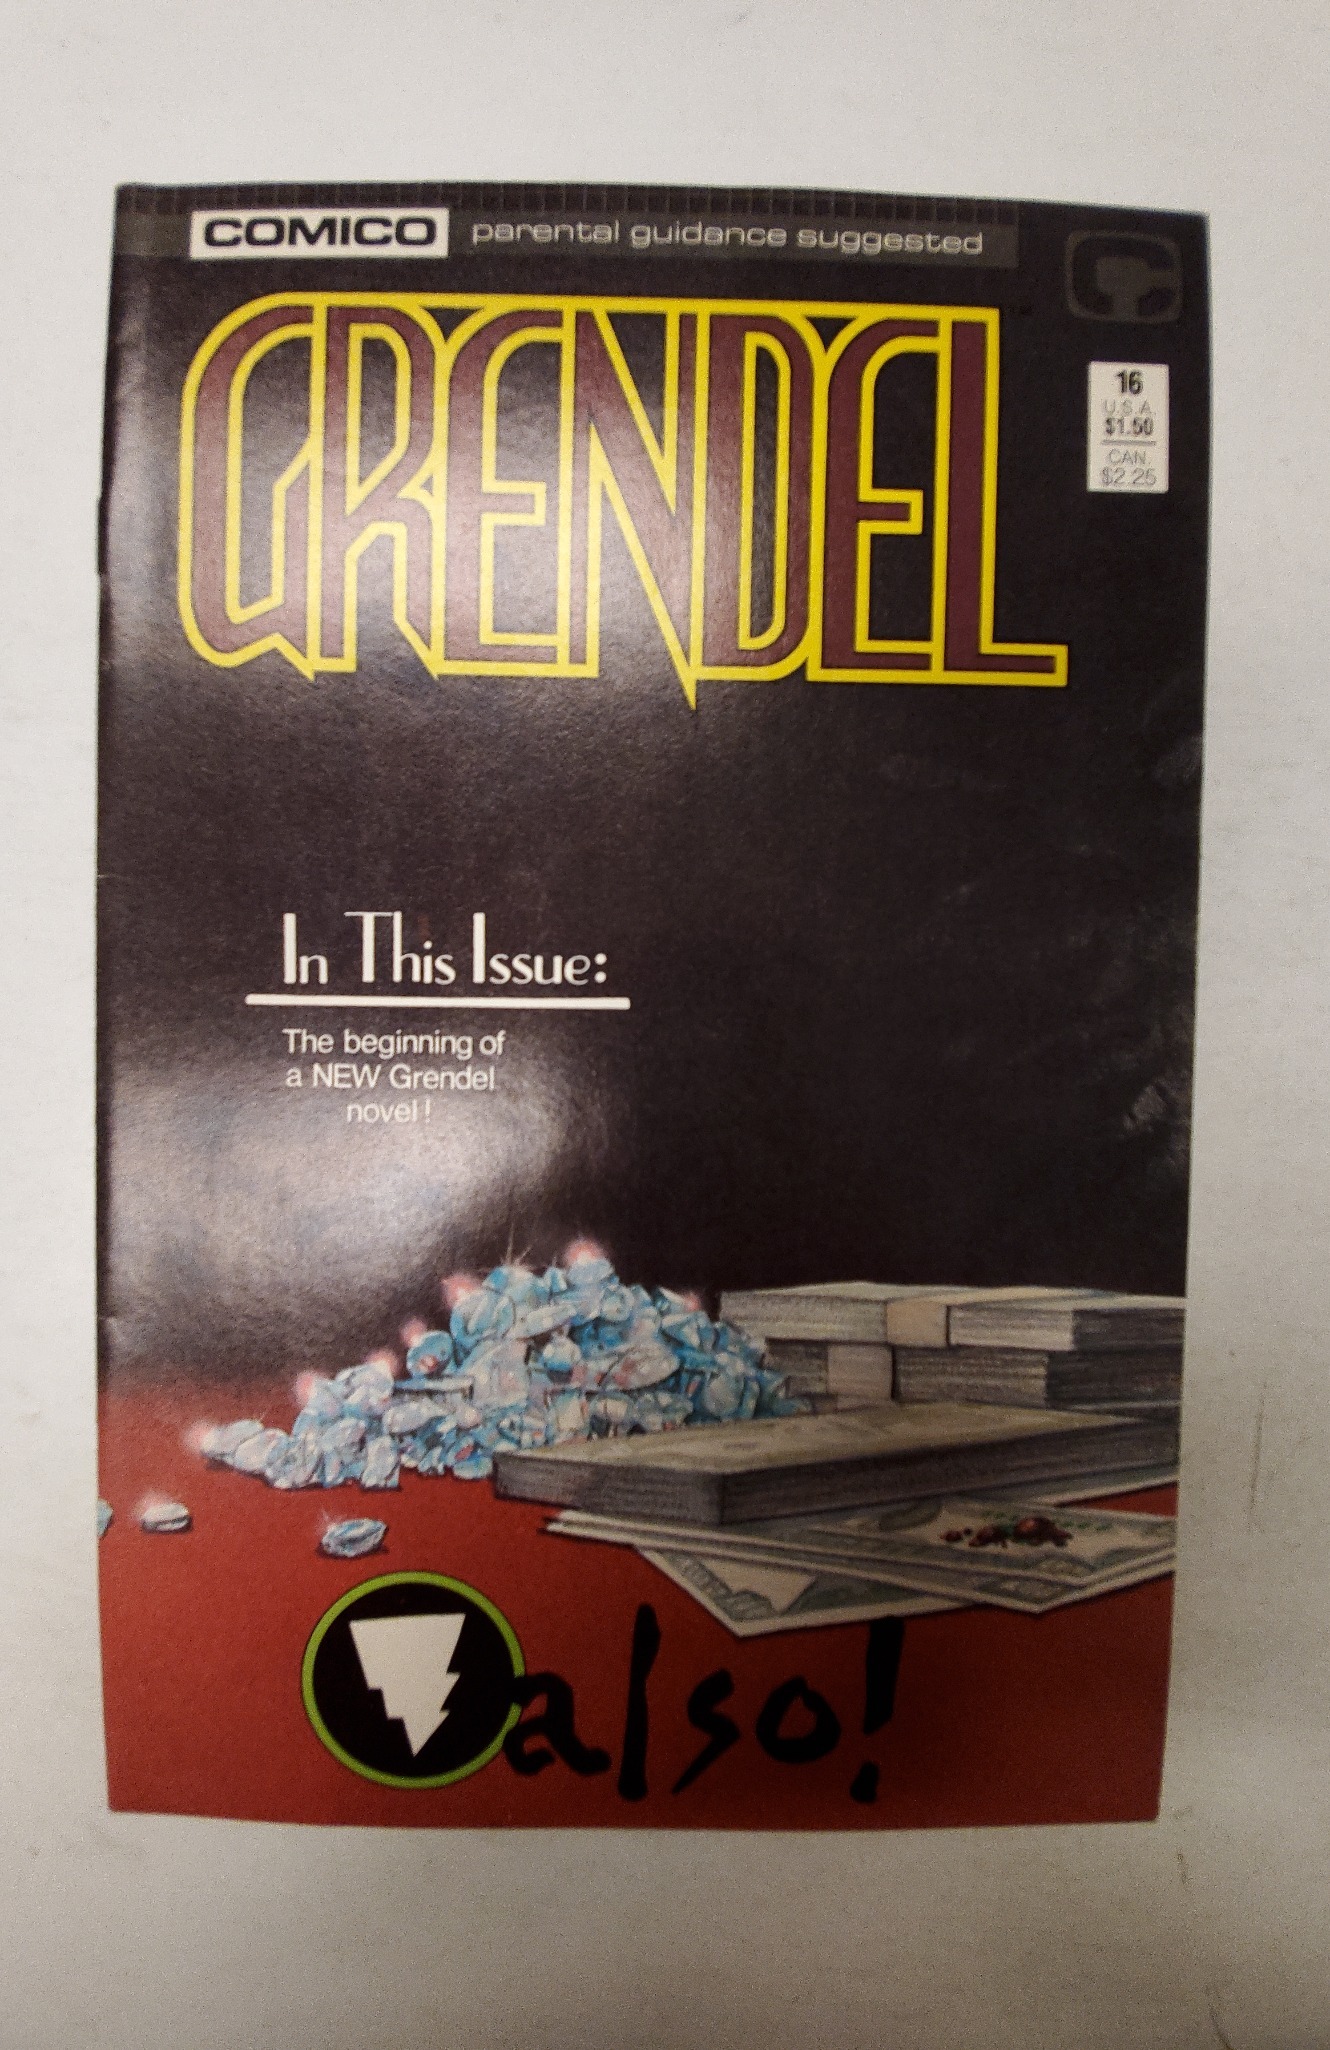 COMICO parental guidance suggested
GRENDEL
16
U.S.A.
$1.50
CAN.
$2.25
In This Issue:
The beginning of
a NEW Grendel
novel!
also!